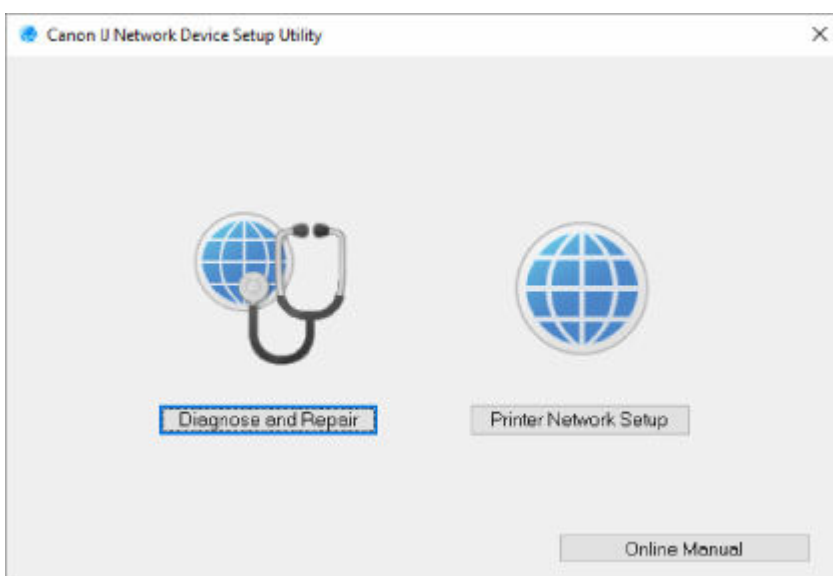 Canon IJ Network Device Setup Utility
Diagnose and Repair
Printer Network Setup
Online Manual